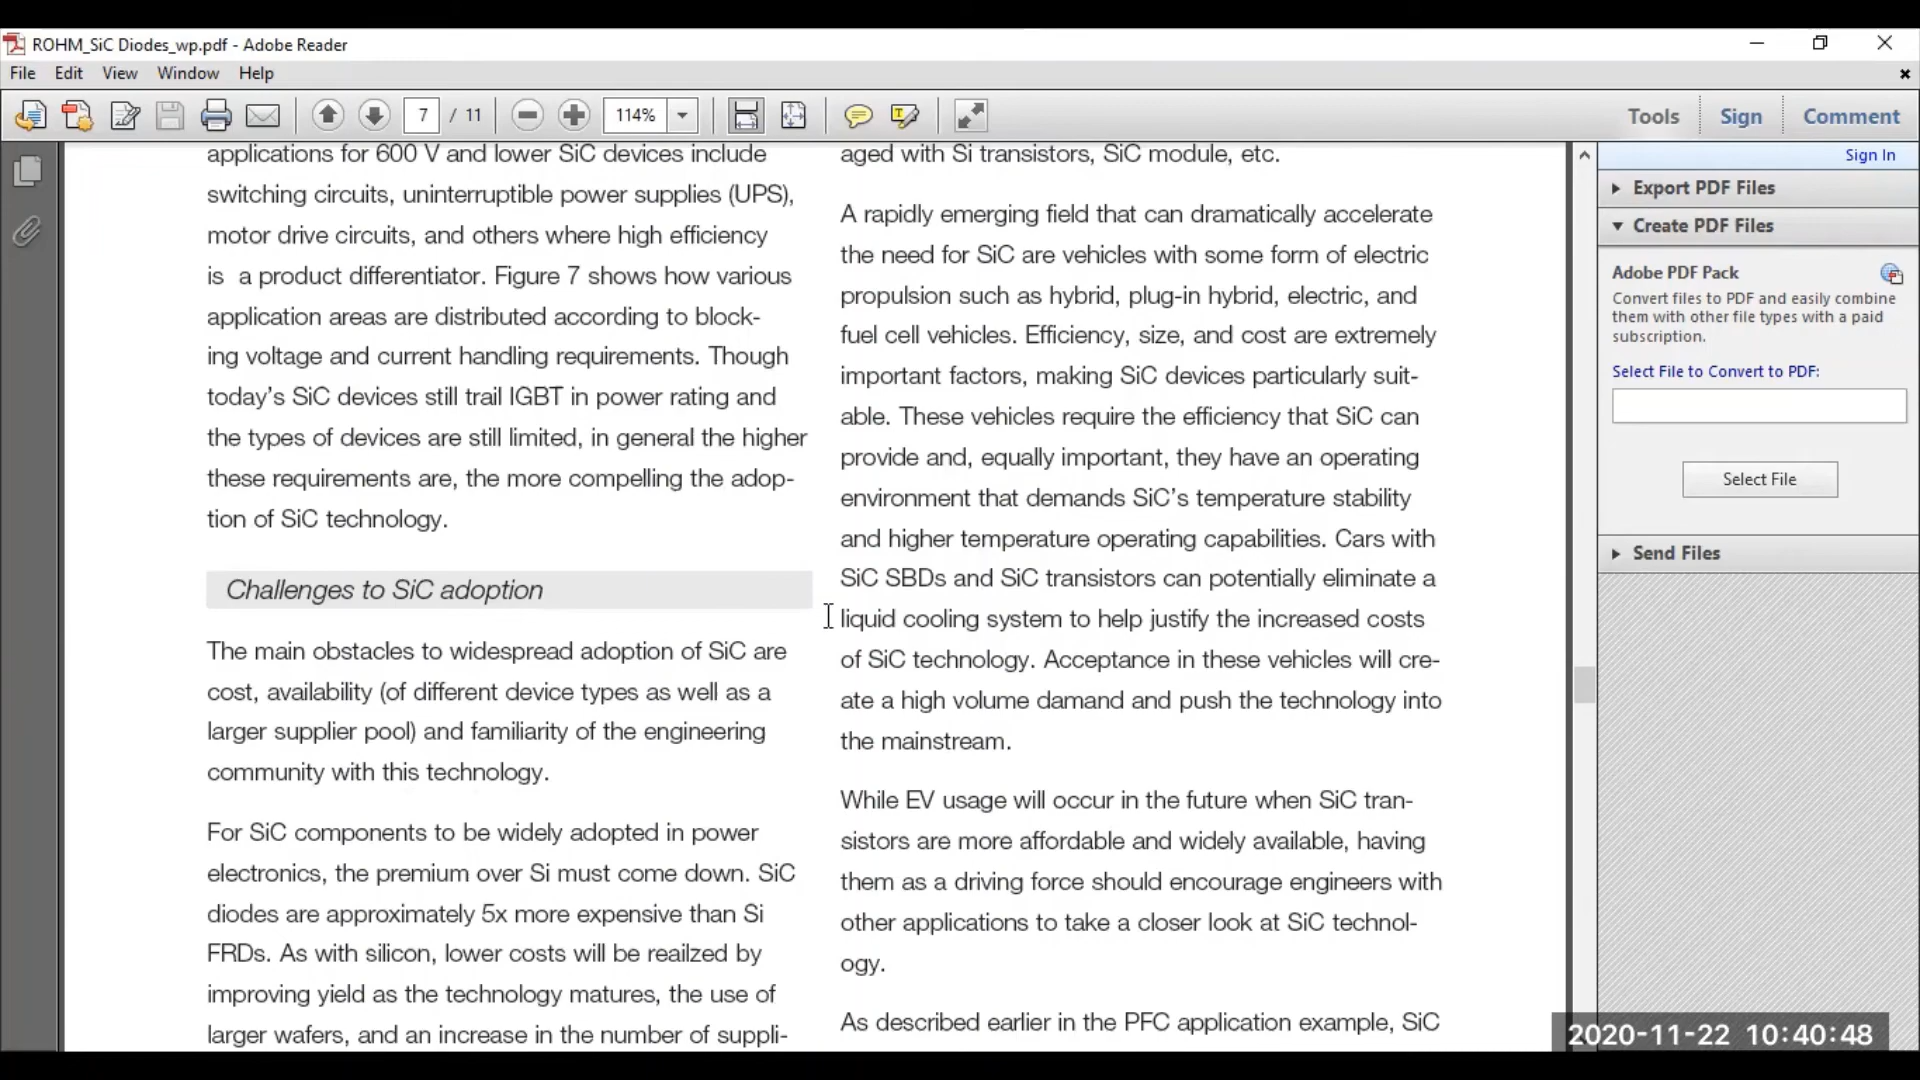 ROHM_SiC Diodes_wp.pdf - Adobe Reader
File Edit View Window Help
7 / 11 114% Tools Sign Comment
applications for 600 V and lower SiC devices include
switching circuits, uninterruptible power supplies (UPS),
motor drive circuits, and others where high efficiency
is a product differentiator. Figure 7 shows how various
application areas are distributed according to block-
ing voltage and current handling requirements. Though
today's SiC devices still trail IGBT in power rating and
the types of devices are still limited, in general the higher
these requirements are, the more compelling the adop-
tion of SiC technology.
Challenges to SiC adoption
The main obstacles to widespread adoption of SiC are
cost, availability (of different device types as well as a
larger supplier pool) and familiarity of the engineering
community with this technology.
For SiC components to be widely adopted in power
electronics, the premium over Si must come down. SiC
diodes are approximately 5x more expensive than Si
FRDs. As with silicon, lower costs will be reailzed by
improving yield as the technology matures, the use of
larger wafers, and an increase in the number of suppli-
aged with Si transistors, SiC module, etc.
A rapidly emerging field that can dramatically accelerate
the need for SiC are vehicles with some form of electric
propulsion such as hybrid, plug-in hybrid, electric, and
fuel cell vehicles. Efficiency, size, and cost are extremely
important factors, making SiC devices particularly suit-
able. These vehicles require the efficiency that SiC can
provide and, equally important, they have an operating
environment that demands SiC's temperature stability
and higher temperature operating capabilities. Cars with
SiC SBDs and SiC transistors can potentially eliminate a
liquid cooling system to help justify the increased costs
of SiC technology. Acceptance in these vehicles will cre-
ate a high volume damand and push the technology into
the mainstream.
While EV usage will occur in the future when SiC tran-
sistors are more affordable and widely available, having
them as a driving force should encourage engineers with
other applications to take a closer look at SiC technol-
ogy.
As described earlier in the PFC application example, SiC
Sign In
Export PDF Files
Create PDF Files
Adobe PDF Pack
Convert files to PDF and easily combine
them with other file types with a paid
subscription.
Select File to Convert to PDF:
Select File
Send Files
2020-11-22 10:40:48